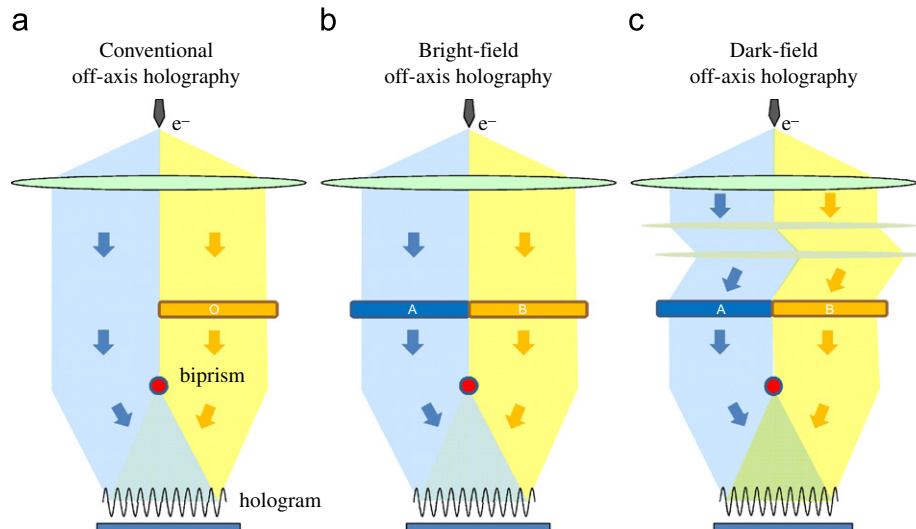 a
Conventional
off-axis holography
e⁻
O
biprism
hologram
b
Bright-field
off-axis holography
e⁻
A
B
c
Dark-field
off-axis holography
e⁻
A
B